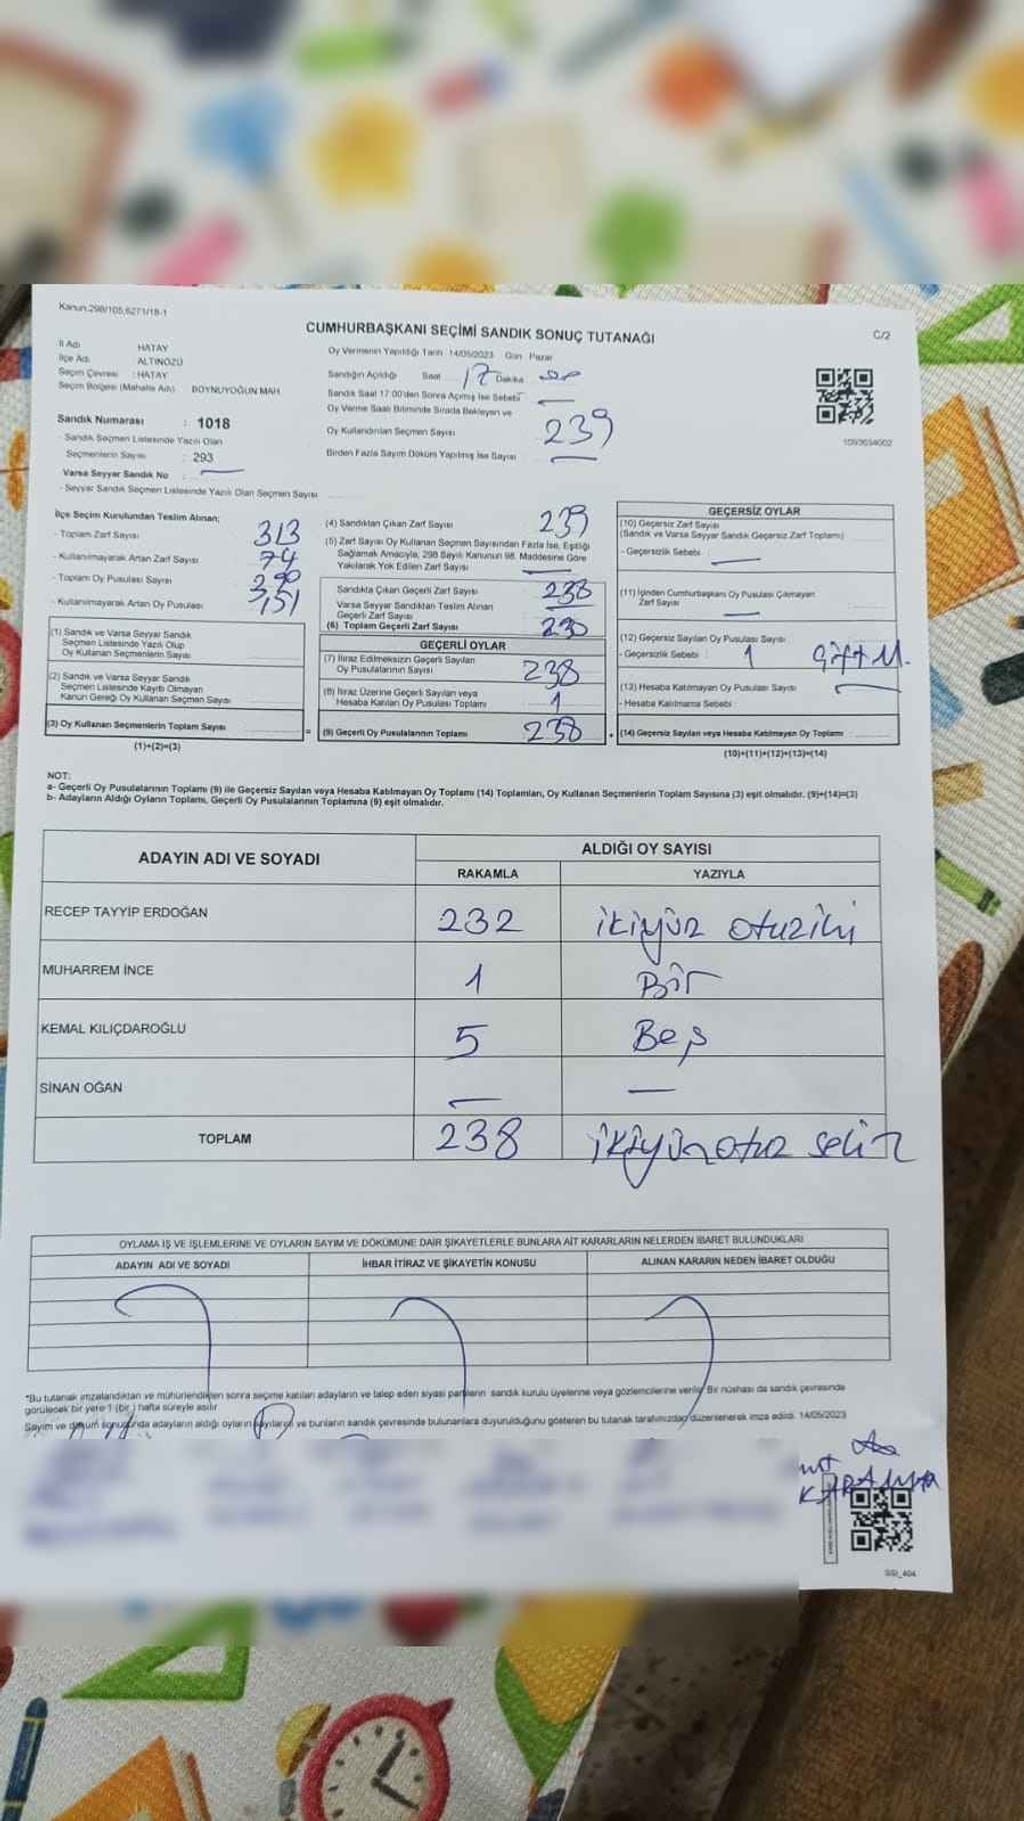 Kanun:298/105,6271/18-1
CUMHURBAŞKANI SEÇİMİ SANDIK SONUÇ TUTANAĞI
C/2
İl Adı HATAY
İlçe Adı ALTINÖZÜ
Seçim Çevresi : HATAY
Seçim Bölgesi (Mahalle Adı) : BOYNUYOĞUN MAH.
Sandık Numarası : 1018
- Sandık Seçmen Listesinde Yazılı Olan
Seçmenlerin Sayısı : 293
Varsa Seyyar Sandık No :
- Seyyar Sandık Seçmen Listesinde Yazılı Olan Seçmen Sayısı
Oy Vermenin Yapıldığı Tarih : 14/05/2023 Gün : Pazar
Sandığın Açıldığı Saat 17 Dakika
Sandık Saat 17:00'den Sonra Açılmış İse Sebebi
Oy Verme Saati Bitiminde Sırada Bekleyen ve
Oy Kullandırılan Seçmen Sayısı 239
Birden Fazla Sayım Döküm Yapılmış İse Sayısı
1093634002
İlçe Seçim Kurulundan Teslim Alınan;
- Toplam Zarf Sayısı 313
- Kullanılmayarak Artan Zarf Sayısı 74
- Toplam Oy Pusulası Sayısı
- Kullanılmayarak Artan Oy Pusulası
(1) Sandık ve Varsa Seyyar Sandık
Seçmen Listesinde Yazılı Olup
Oy Kullanan Seçmenlerin Sayısı
(2) Sandık ve Varsa Seyyar Sandık
Seçmen Listesinde Kayıtlı Olmayan
Kanun Gereği Oy Kullanan Seçmen Sayısı
(3) Oy Kullanan Seçmenlerin Toplam Sayısı
(1)+(2)=(3)
(4) Sandıktan Çıkan Zarf Sayısı 239
(5) Zarf Sayısı Oy Kullanan Seçmen Sayısından Fazla İse, Eşitliği
Sağlamak Amacıyla, 298 Sayılı Kanunun 98. Maddesine Göre
Yakılarak Yok Edilen Zarf Sayısı
Sandıkta Çıkan Geçerli Zarf Sayısı 238
Varsa Seyyar Sandıktan Teslim Alınan
Geçerli Zarf Sayısı
(6) Toplam Geçerli Zarf Sayısı
GEÇERLİ OYLAR
(7) İtiraz Edilmeksizin Geçerli Sayılan
Oy Pusulalarının Sayısı 238
(8) İtiraz Üzerine Geçerli Sayılan veya
Hesaba Katılan Oy Pusulası Toplamı 1
(9) Geçerli Oy Pusulalarının Toplamı 238
=
+
GEÇERSİZ OYLAR
(10) Geçersiz Zarf Sayısı
(Sandık ve Varsa Seyyar Sandık Geçersiz Zarf Toplamı)
- Geçersizlik Sebebi
(11) İçinden Cumhurbaşkanı Oy Pusulası Çıkmayan
Zarf Sayısı
(12) Geçersiz Sayılan Oy Pusulası Sayısı
- Geçersizlik Sebebi : 1 Çift M.
(13) Hesaba Katılmayan Oy Pusulası Sayısı
- Hesaba Katılmama Sebebi
(14) Geçersiz Sayılan veya Hesaba Katılmayan Oy Toplamı
(10)+(11)+(12)+(13)=(14)
NOT:
a- Geçerli Oy Pusulalarının Toplamı (9) ile Geçersiz Sayılan veya Hesaba Katılmayan Oy Toplamı (14) Toplamları, Oy Kullanan Seçmenlerin Toplam Sayısına (3) eşit olmalıdır. (9)+(14)=(3)
b- Adayların Aldığı Oyların Toplamı, Geçerli Oy Pusulalarının Toplamına (9) eşit olmalıdır.
ADAYIN ADI VE SOYADI
ALDIĞI OY SAYISI
RAKAMLA YAZIYLA
RECEP TAYYİP ERDOĞAN 232 ikiyüz otuziki
MUHARREM İNCE 1 Bir
KEMAL KILIÇDAROĞLU 5 Beş
SİNAN OĞAN — —
TOPLAM 238 ikiyüzotuz sekiz
OYLAMA İŞ VE İŞLEMLERİNE VE OYLARIN SAYIM VE DÖKÜMÜNE DAİR ŞİKAYETLERLE BUNLARA AİT KARARLARIN NELERDEN İBARET BULUNDUKLARI
ADAYIN ADI VE SOYADI İHBAR İTİRAZ VE ŞİKAYETİN KONUSU ALINAN KARARIN NEDEN İBARET OLDUĞU
*Bu tutanak imzalandıktan ve mühürlendikten sonra seçime katılan adayların ve talep eden siyasi partilerin sandık kurulu üyelerine veya gözlemcilerine verilir. Bir nüshası da sandık çevresinde
görülecek bir yere 1 (bir) hafta süreyle asılır.
Sayım ve döküm sonucunda adayların aldığı oyların sayılarını ve bunların sandık çevresinde bulunanlara duyurulduğunu gösteren bu tutanak tarafımızdan düzenlenerek imza edildi. 14/05/2023
SSI_404